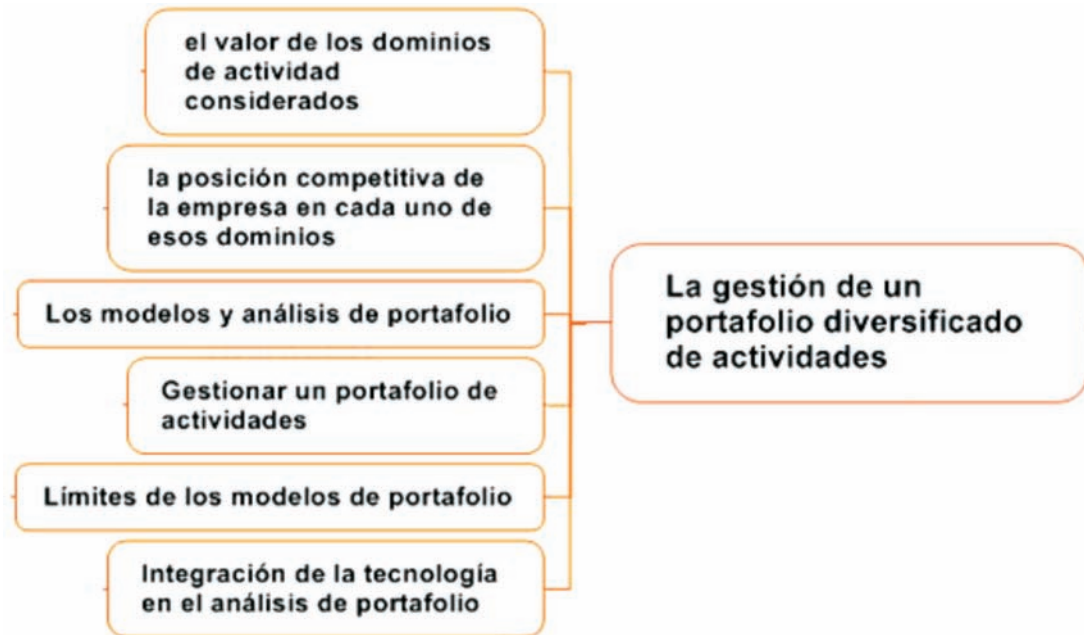 el valor de los dominios
de actividad
considerados
la posición competitiva de
la empresa en cada uno de
esos dominios
Los modelos y análisis de portafolio
Gestionar un portafolio de
actividades
Límites de los modelos de portafolio
Integración de la tecnología
en el análisis de portafolio
La gestión de un
portafolio diversificado
de actividades